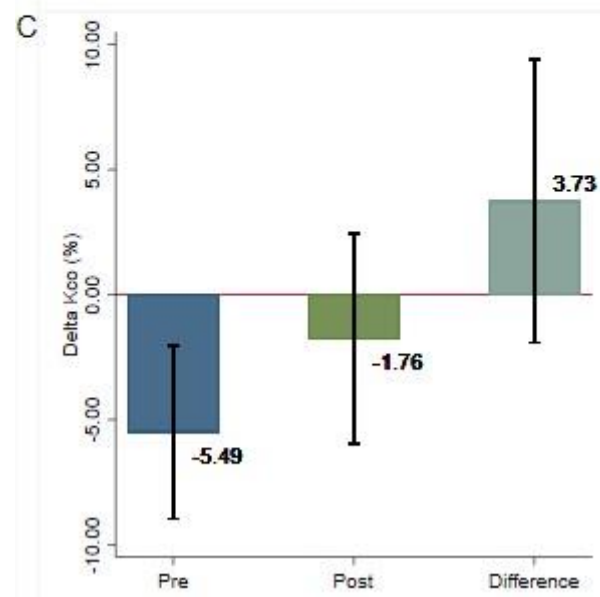 C
10.00
5.00
0.00
-5.00
-10.00
Delta Kco (%)
3.73
-1.76
-5.49
Pre Post Difference